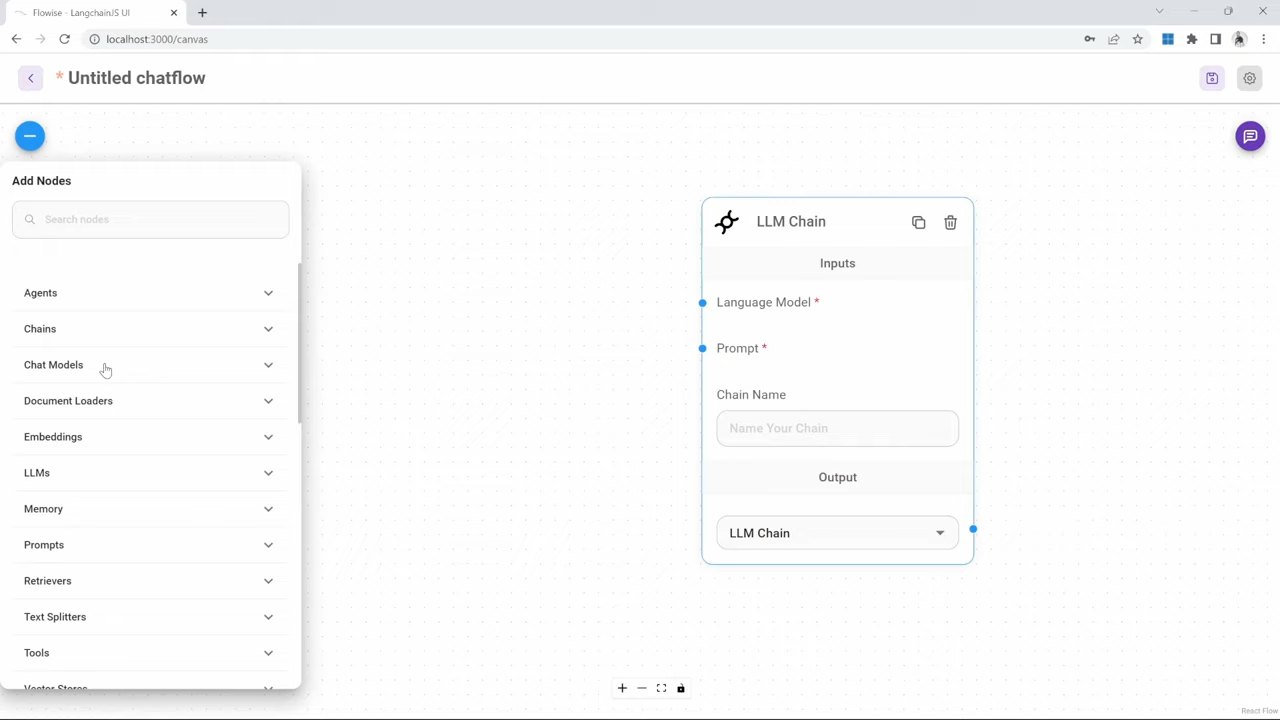 Flowise - LangchainJS UI
localhost:3000/canvas
* Untitled chatflow
Add Nodes
Search nodes
Agents
Chains
Chat Models
Document Loaders
Embeddings
LLMs
Memory
Prompts
Retrievers
Text Splitters
Tools
Vector Stores
LLM Chain
Inputs
Language Model *
Prompt *
Chain Name
Name Your Chain
Output
LLM Chain
React Flow